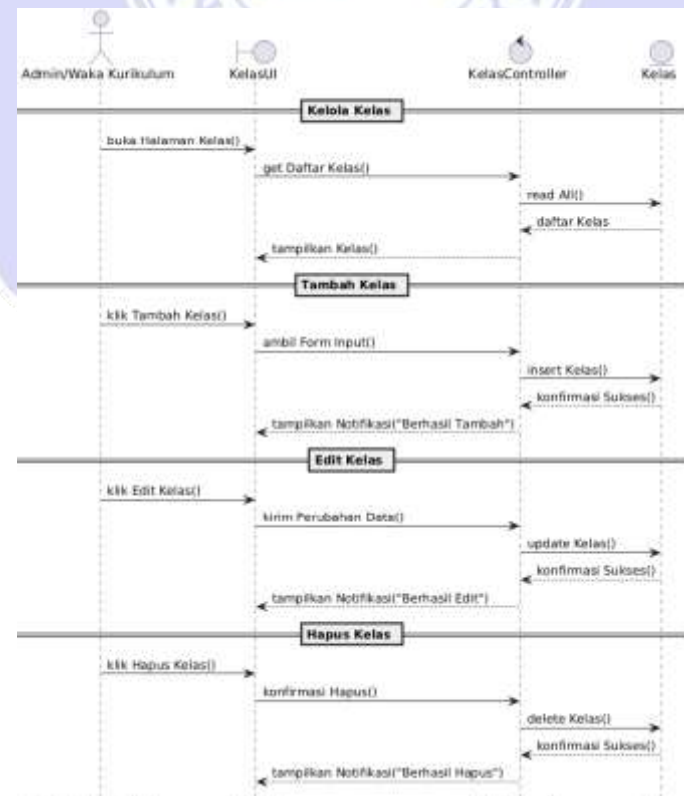 Admin/Waka Kurikulum KelasUI KelasController Kelas
Kelola Kelas
buka Halaman Kelas()
get Daftar Kelas()
read All()
daftar Kelas
tampilkan Kelas()
Tambah Kelas
klik Tambah Kelas()
ambil Form Input()
insert Kelas()
konfirmasi Sukses()
tampilkan Notifikasi("Berhasil Tambah")
Edit Kelas
klik Edit Kelas()
kirim Perubahan Data()
update Kelas()
konfirmasi Sukses()
tampilkan Notifikasi("Berhasil Edit")
Hapus Kelas
klik Hapus Kelas()
konfirmasi Hapus()
delete Kelas()
konfirmasi Sukses()
tampilkan Notifikasi("Berhasil Hapus")